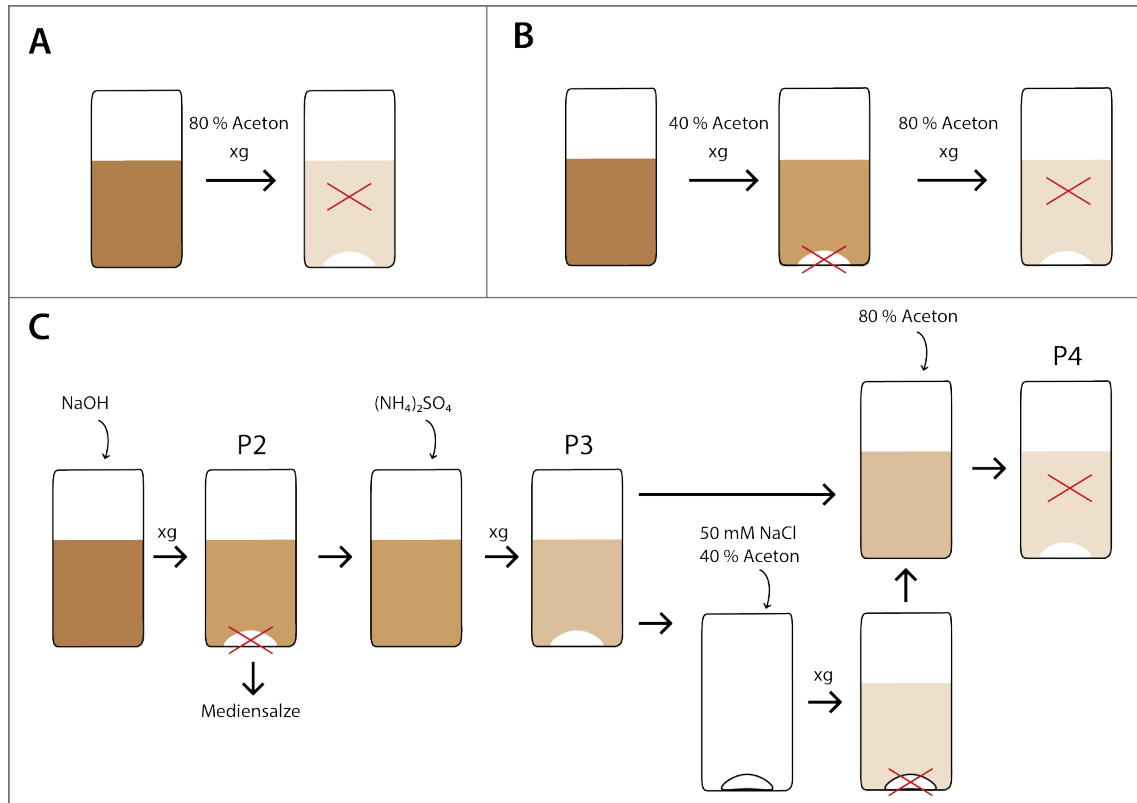 A
80 % Aceton
xg
B
40 % Aceton
xg
80 % Aceton
xg
C
NaOH
xg
P2
Mediensalze
(NH₄)₂SO₄
xg
P3
50 mM NaCl
40 % Aceton
xg
80 % Aceton
P4